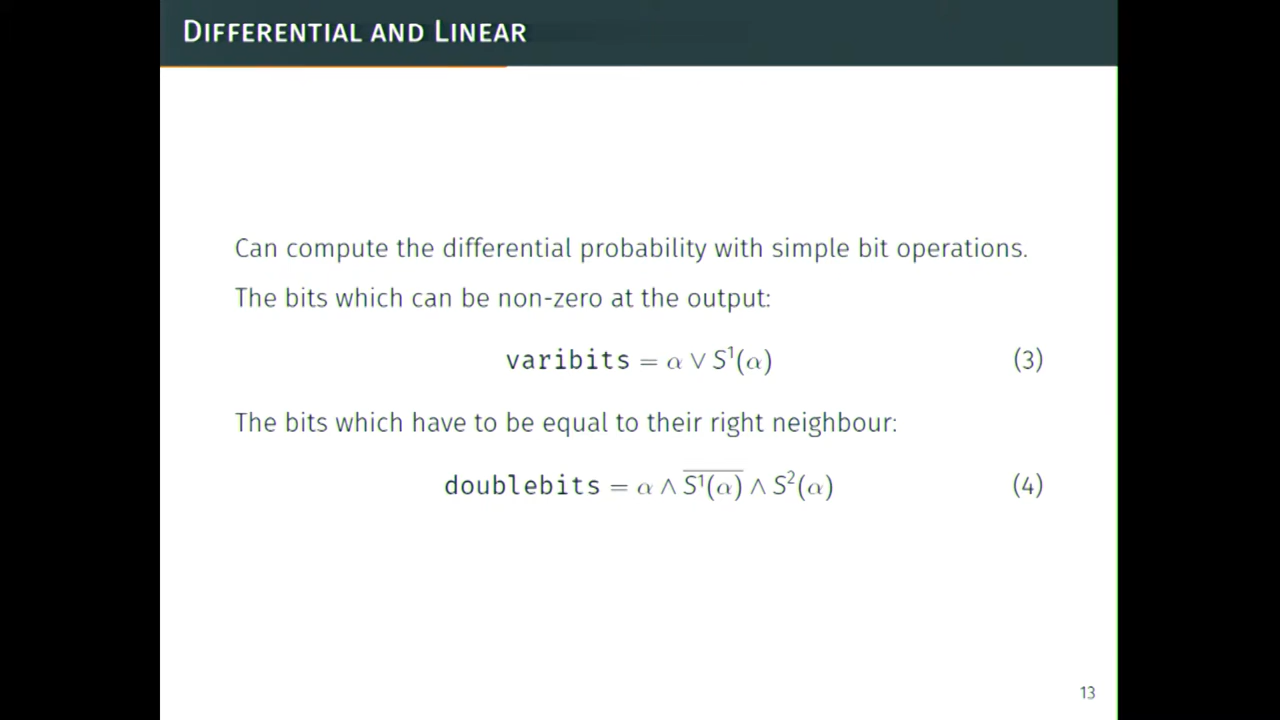 DIFFERENTIAL AND LINEAR
Can compute the differential probability with simple bit operations.
The bits which can be non-zero at the output:
varibits = α ∨ S¹(α) (3)
The bits which have to be equal to their right neighbour:
doublebits = α ∧ S̅¹̅(̅α̅)̅ ∧ S²(α) (4)
13